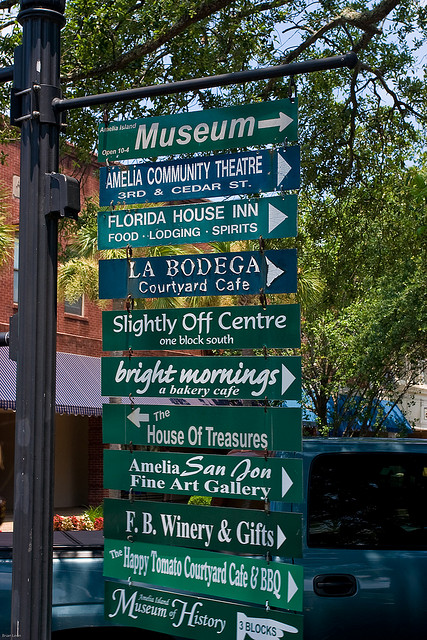 Amelia Island
Museum
Open 10-4
AMELIA COMMUNITY THEATRE
3RD & CEDAR ST.
FLORIDA HOUSE INN
FOOD · LODGING · SPIRITS
LA BODEGA
Courtyard Cafe
Slightly Off Centre
one block south
bright mornings
a bakery cafe
The
House Of Treasures
Amelia San Jon
Fine Art Gallery
F. B. Winery & Gifts
The Happy Tomato Courtyard Cafe & BBQ
Amelia Island
Museum of History
3 BLOCKS